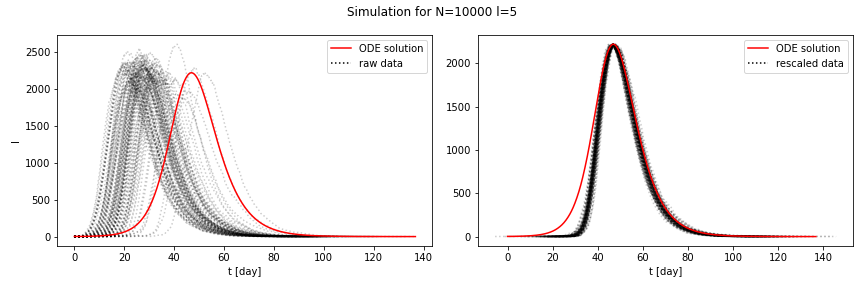 Simulation for N=10000 l=5
ODE solution
raw data
2500
2000
1500
1000
500
0
I
0 20 40 60 80 100 120 140
t [day]
ODE solution
rescaled data
2000
1500
1000
500
0
0 20 40 60 80 100 120 140
t [day]